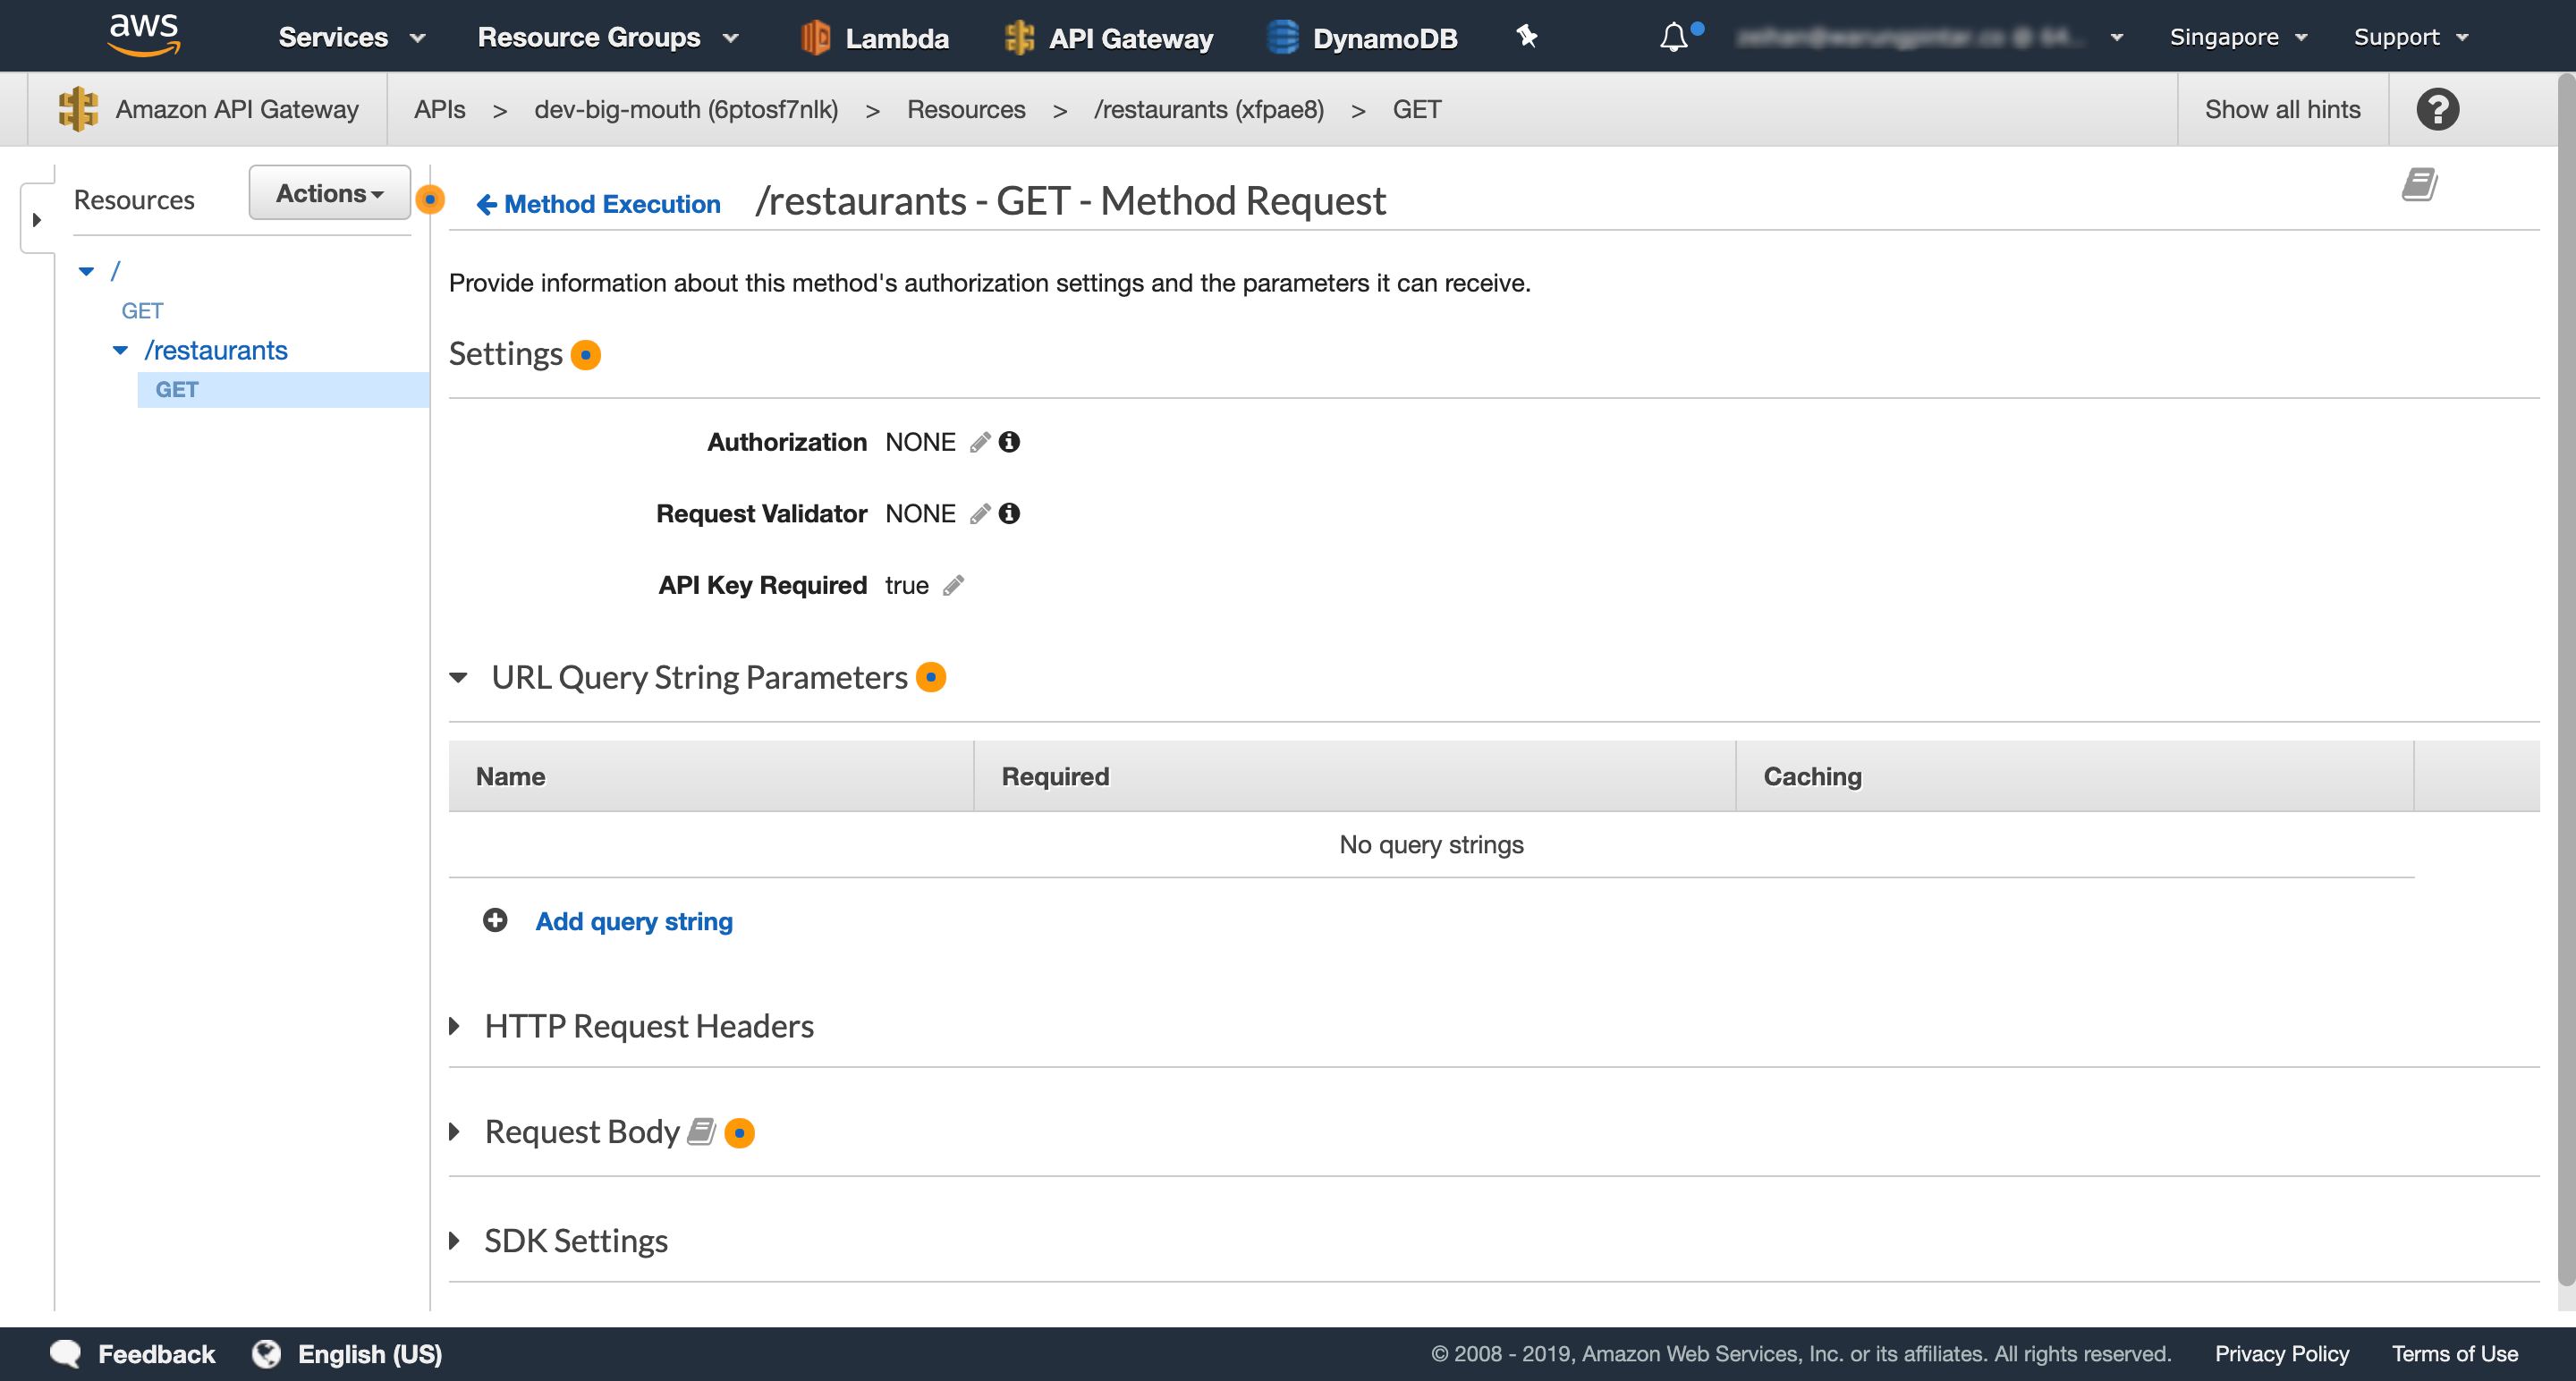 aws Services Resource Groups Lambda API Gateway DynamoDB Singapore Support
Amazon API Gateway APIs > dev-big-mouth (6ptosf7nlk) > Resources > /restaurants (xfpae8) > GET Show all hints ?
Resources Actions Method Execution /restaurants - GET - Method Request
/
GET
/restaurants
GET
Provide information about this method's authorization settings and the parameters it can receive.
Settings
Authorization NONE
Request Validator NONE
API Key Required true
URL Query String Parameters
Name Required Caching
No query strings
Add query string
HTTP Request Headers
Request Body
SDK Settings
Feedback English (US) © 2008 - 2019, Amazon Web Services, Inc. or its affiliates. All rights reserved. Privacy Policy Terms of Use